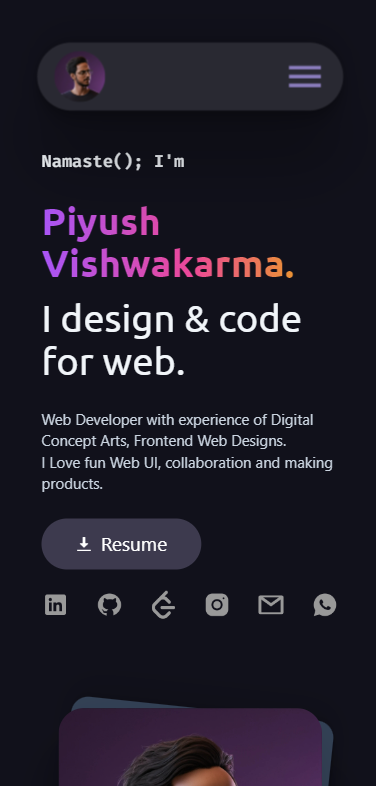 Namaste(); I'm
Piyush
Vishwakarma.
I design & code
for web.
Web Developer with experience of Digital
Concept Arts, Frontend Web Designs.
I Love fun Web UI, collaboration and making
products.
Resume